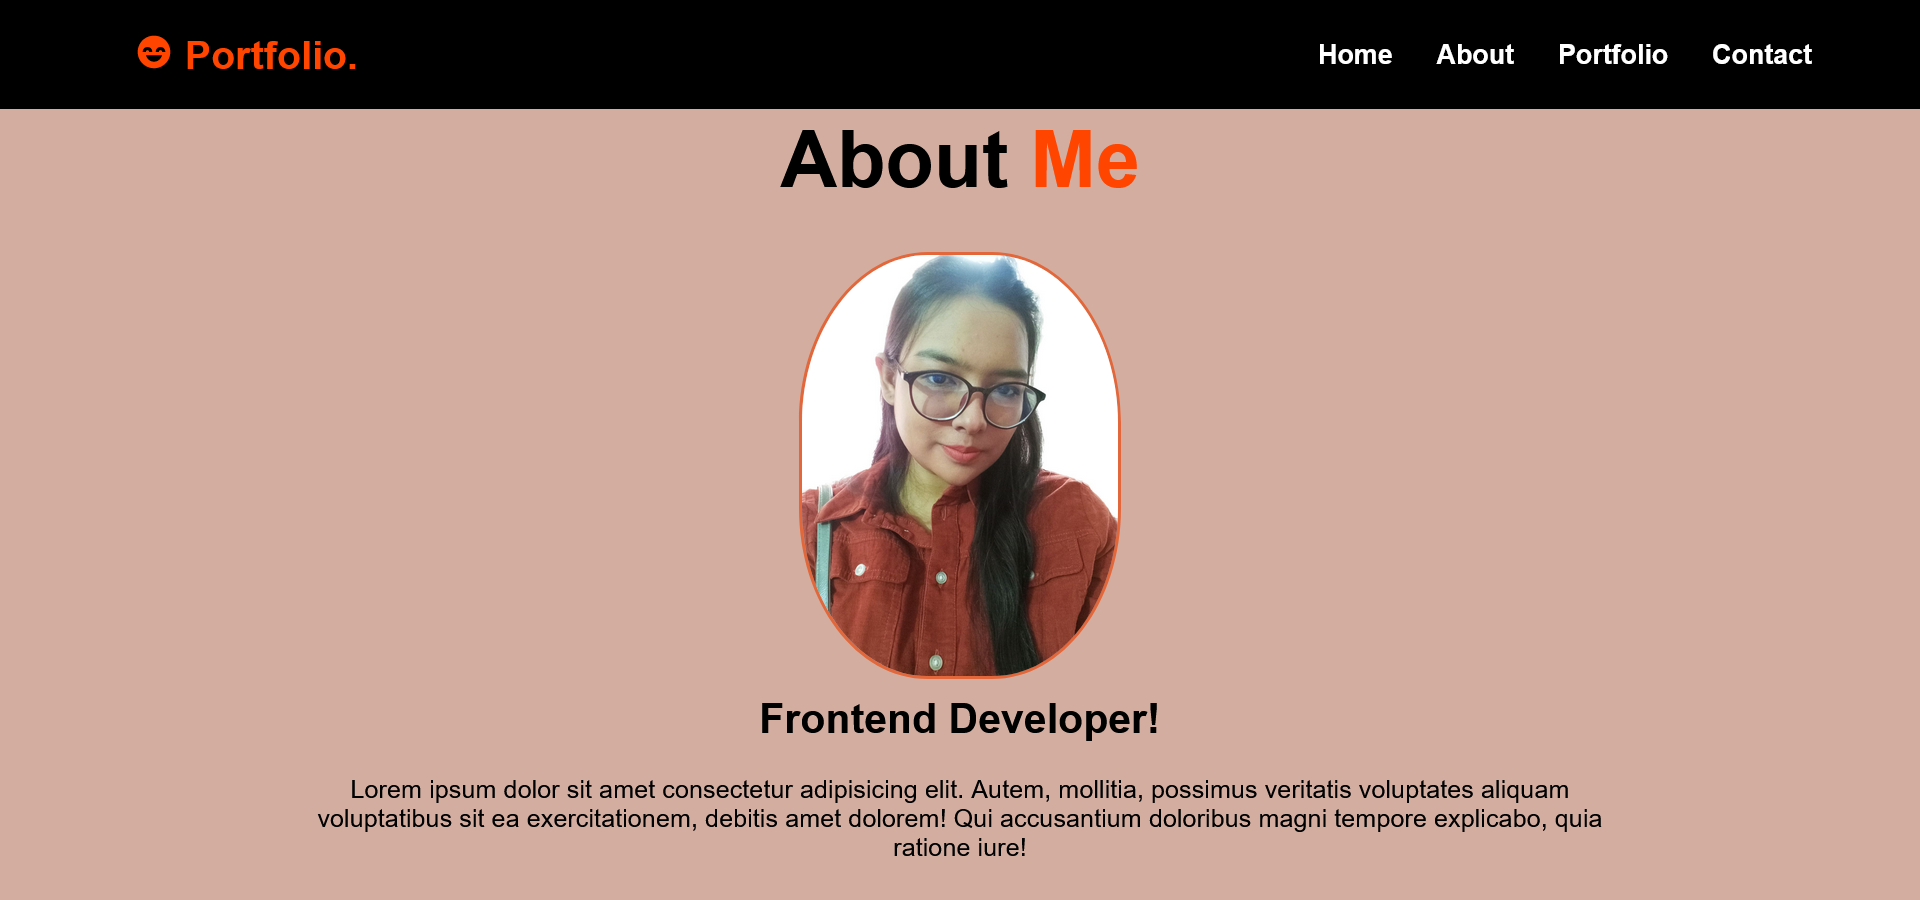 Portfolio.
Home About Portfolio Contact
About Me
Frontend Developer!
Lorem ipsum dolor sit amet consectetur adipisicing elit. Autem, mollitia, possimus veritatis voluptates aliquam
voluptatibus sit ea exercitationem, debitis amet dolorem! Qui accusantium doloribus magni tempore explicabo, quia
ratione iure!